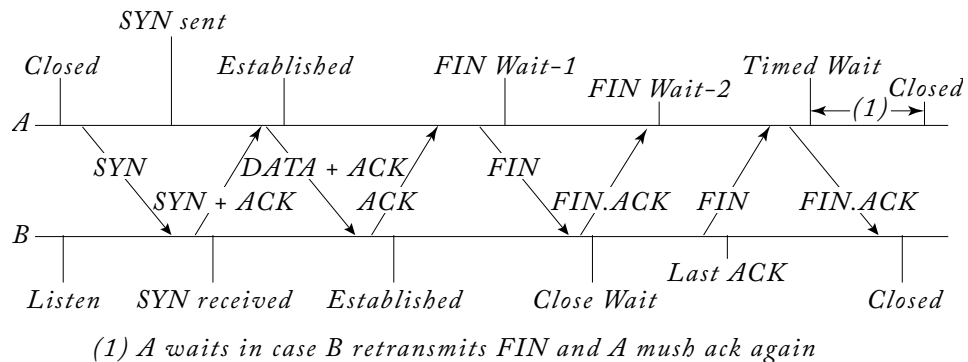 SYN sent
Closed
Established
FIN Wait-1
FIN Wait-2
Timed Wait
Closed
(1)
A
SYN
SYN + ACK
DATA + ACK
ACK
FIN
FIN.ACK
FIN
FIN.ACK
B
Listen
SYN received
Established
Close Wait
Last ACK
Closed
(1) A waits in case B retransmits FIN and A mush ack again